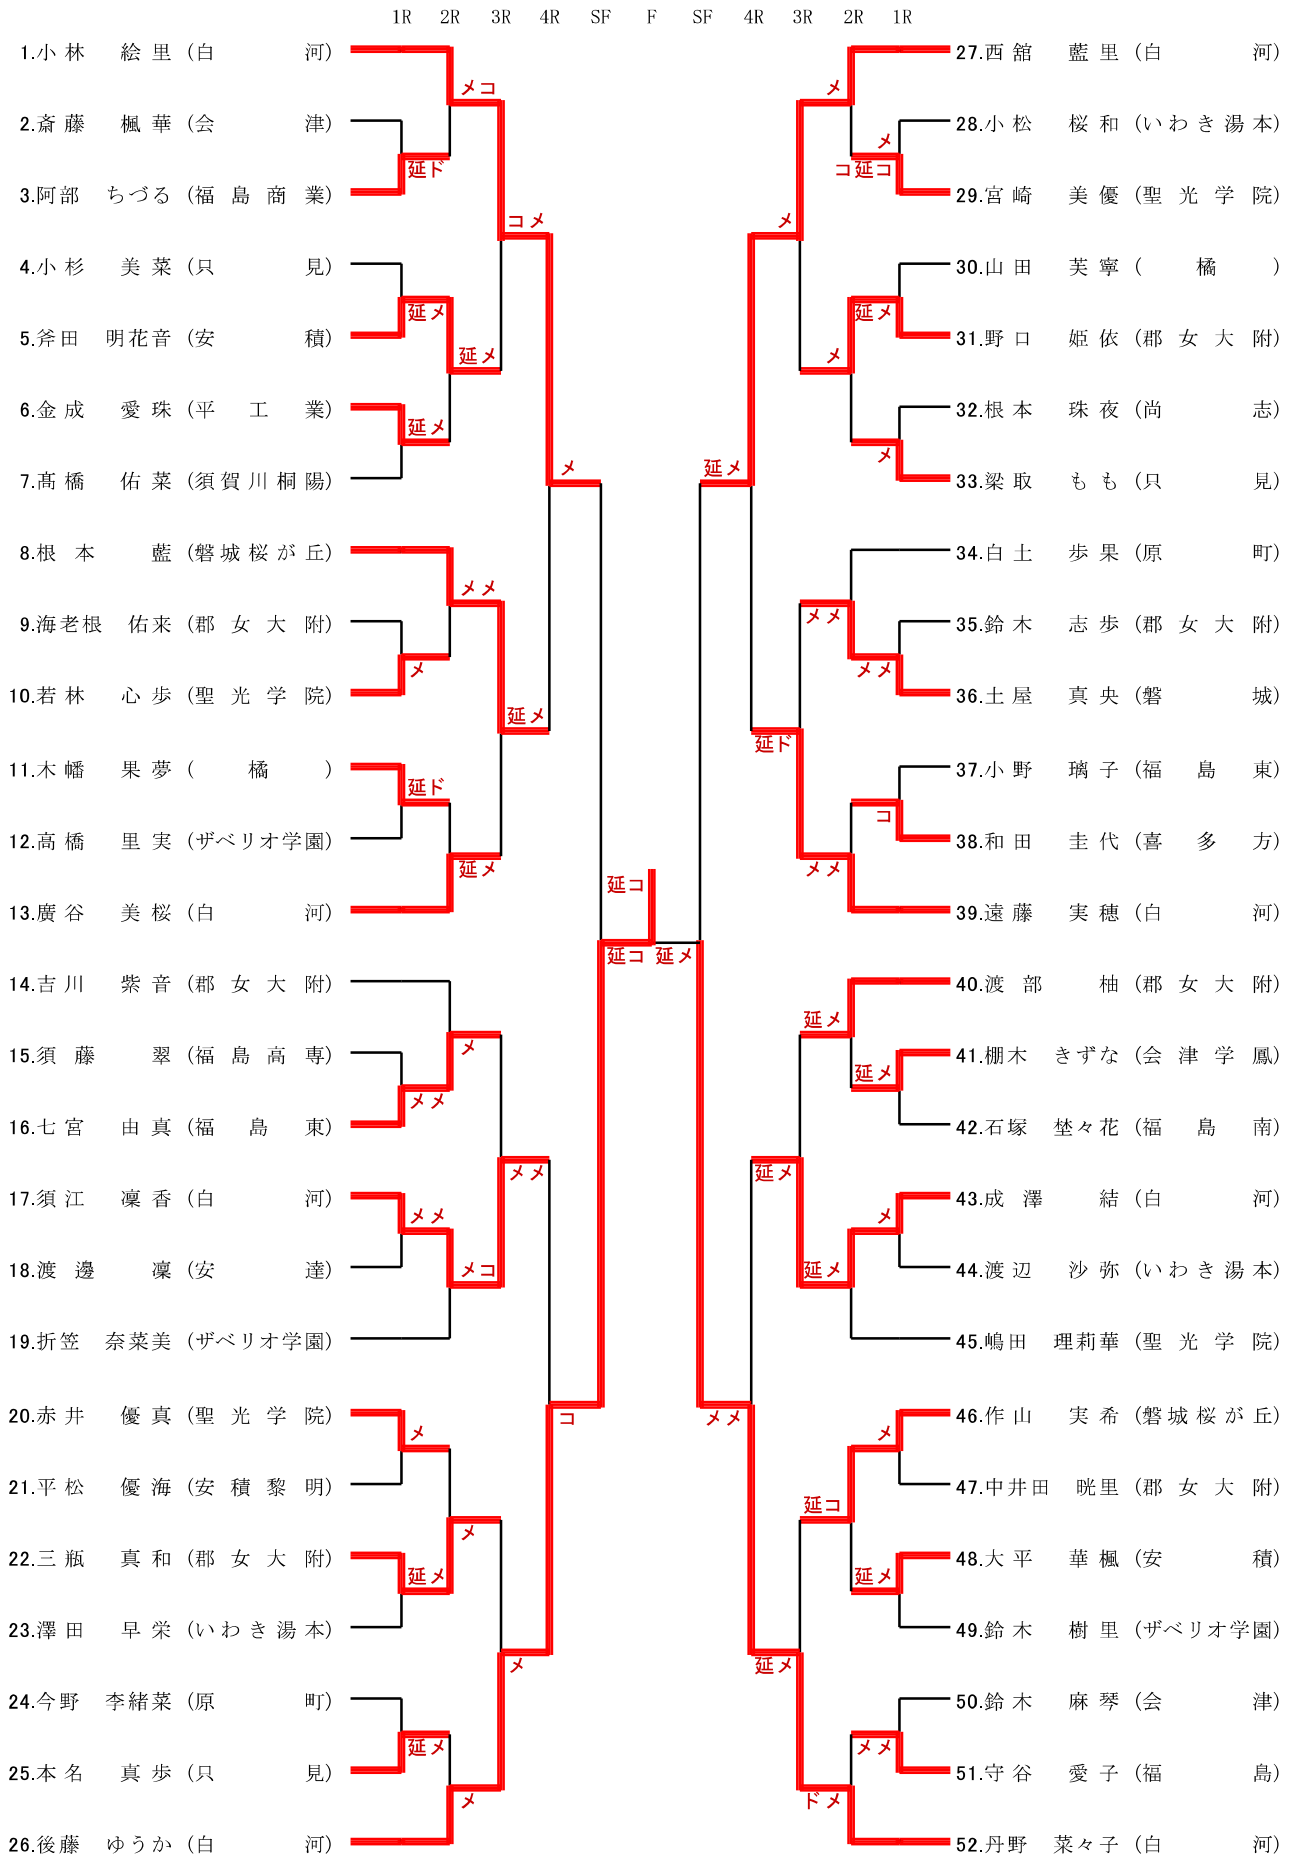 1R 2R 3R 4R SF F SF 4R 3R 2R 1R
1.小林 絵里 (白 河) 27.西舘 藍里 (白 河)
メコ メ
2.斎藤 楓華 (会 津) 28.小松 桜和 (いわき湯本)
メ
延ド コ延コ
3.阿部 ちづる (福島商業) 29.宮崎 美優 (聖光学院)
コメ メ
4.小杉 美菜 (只 見) 30.山田 芙寧 ( 橘 )
延メ 延メ
5.斧田 明花音 (安 積) 31.野口 姫依 (郡女大附)
延メ メ
6.金成 愛珠 (平工業) 32.根本 珠夜 (尚 志)
延メ メ
7.髙橋 佑菜 (須賀川桐陽) 33.梁取 もも (只 見)
メ 延メ
8.根本 藍 (磐城桜が丘) 34.白土 歩果 (原 町)
メメ メメ
9.海老根 佑来 (郡女大附) 35.鈴木 志歩 (郡女大附)
メ メメ
10.若林 心歩 (聖光学院) 36.土屋 真央 (磐 城)
延メ 延ド
11.木幡 果夢 ( 橘 ) 37.小野 璃子 (福島東)
延ド コ
12.高橋 里実 (ザベリオ学園) 38.和田 圭代 (喜多方)
延メ メメ
13.廣谷 美桜 (白 河) 39.遠藤 実穂 (白 河)
延コ
延コ 延メ
14.吉川 紫音 (郡女大附) 40.渡部 柚 (郡女大附)
メ 延メ
15.須藤 翠 (福島高専) 41.棚木 きずな (会津学鳳)
メメ 延メ
16.七宮 由真 (福島東) 42.石塚 埜々花 (福島南)
メメ 延メ
17.須江 凜香 (白 河) 43.成澤 結 (白 河)
メメ メ
18.渡邊 凜 (安 達) 44.渡辺 沙弥 (いわき湯本)
メコ 延メ
19.折笠 奈菜美 (ザベリオ学園) 45.嶋田 理莉華 (聖光学院)
20.赤井 優真 (聖光学院) 46.作山 実希 (磐城桜が丘)
コ メメ
メ メ
21.平松 優海 (安積黎明) 47.中井田 晄里 (郡女大附)
メ 延コ
22.三瓶 真和 (郡女大附) 48.大平 華楓 (安 積)
延メ 延メ
23.澤田 早栄 (いわき湯本) 49.鈴木 樹里 (ザベリオ学園)
メ 延メ
24.今野 李緒菜 (原 町) 50.鈴木 麻琴 (会 津)
延メ メメ
25.本名 真歩 (只 見) 51.守谷 愛子 (福 島)
メ ドメ
26.後藤 ゆうか (白 河) 52.丹野 菜々子 (白 河)